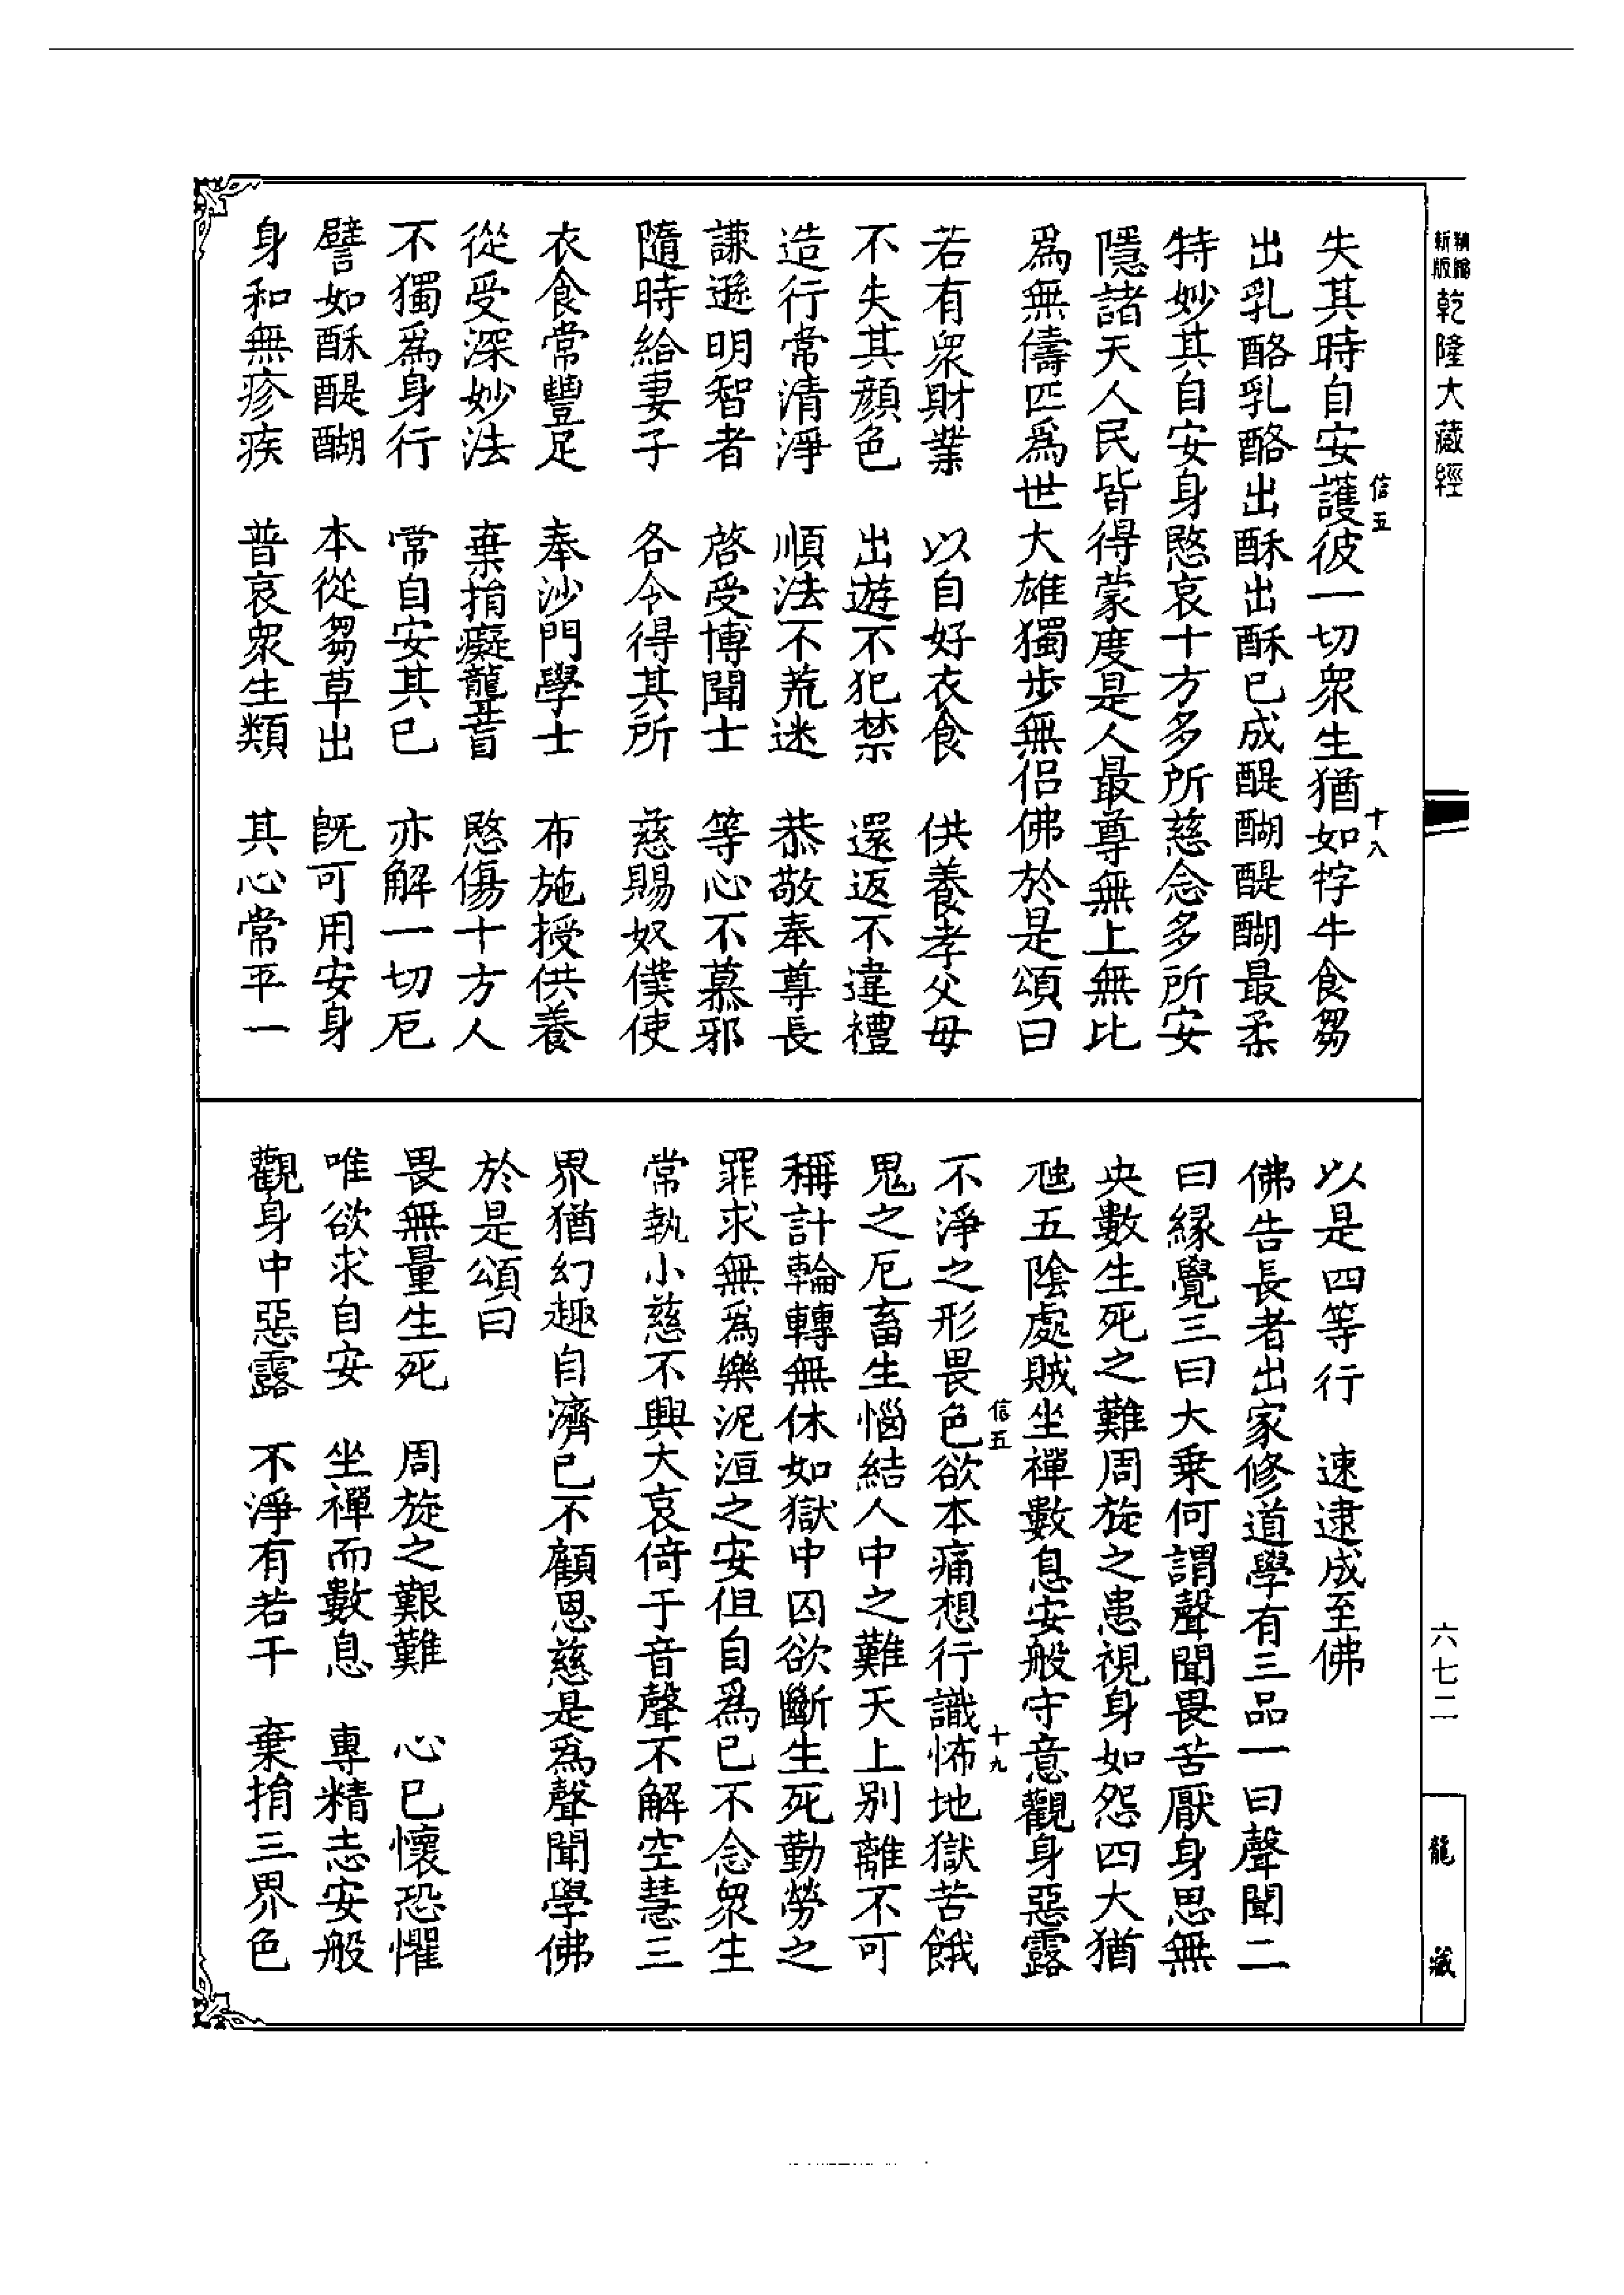 乾隆大藏經
失其時自安護彼一切眾生猶如牸牛食芻
信五
十八
出乳酪乳酪出酥出酥已成醍醐醍醐最柔
特妙其自安身愍哀十方多所慈念多所安
隱諸天人民皆得蒙度是人最尊無上無比
為無儔匹為世大雄獨步無侶佛於是頌曰
若有眾財業 以自好衣食 供養孝父母
不失其顏色 出遊不犯禁 還返不違禮
造行常清淨 順法不荒迷 恭敬奉尊長
謙遜明智者 啓受博聞士 等心不慕邪
隨時給妻子 各令得其所 慈賜奴僕使
衣食常豐足 奉沙門學士 布施授供養
從受深妙法 棄捐癡聾瞽 愍傷十方人
不獨為身行 常自安其已 亦解一切厄
譬如酥醍醐 本從芻草出 既可用安身
身和無疹疾 普哀眾生類 其心常平一
以是四等行 速逮成至佛
佛告長者出家修道學有三品一曰聲聞二
曰緣覺三曰大乘何謂聲聞畏苦厭身思無
央數生死之難周旋之患視身如怨四大猶
虺五陰處賊坐禪數息安般守意觀身惡露
不淨之形畏色欲本痛想行識怖地獄苦餓
信五
十九
鬼之厄畜生惱結人中之難天上別離不可
稱計輪轉無休如獄中囚欲斷生死勤勞之
罪求無為樂泥洹之安但自為已不念眾生
常執小慈不興大哀倚于音聲不解空慧三
界猶幻趣自濟已不顧恩慈是為聲聞學佛
於是頌曰
畏無量生死 周旋之艱難 心已懷恐懼
唯欲求自安 坐禪而數息 專精志安般
觀身中惡露 不淨有若干 棄捐三界色
六七二
龍藏